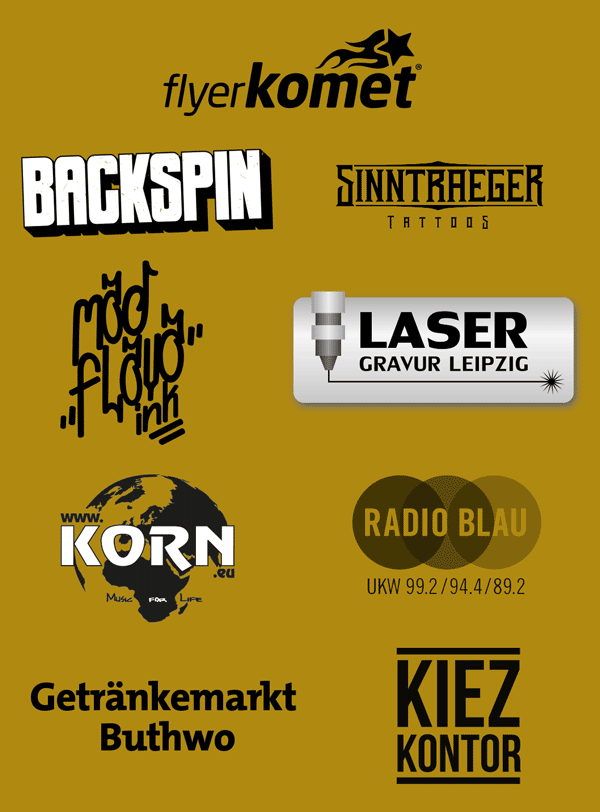 flyerkomet®
BACKSPIN
SINNTRAEGER
TATTOOS
mad
flava
"ink"
LASER
GRAVUR LEIPZIG
www.
KORN
.eu
Music for Life
RADIO BLAU
UKW 99.2/94.4/89.2
Getränkemarkt
Buthwo
KIEZ
KONTOR